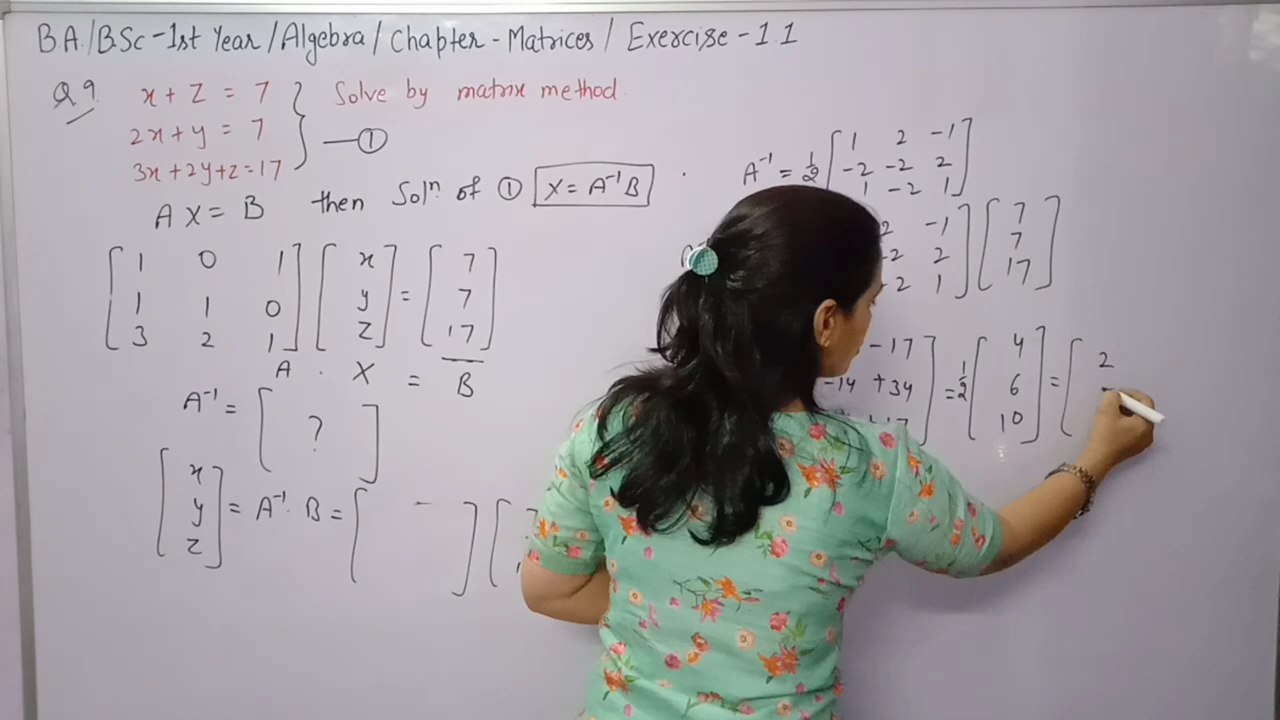 BA/BSc-1st Year/Algebra/Chapter-Matrices/Exercise-1.1
Q 9. x + z = 7 } Solve by matrix method.
2x + y = 7 — ①
3x + 2y + z = 17
AX = B then Solⁿ. of ① X = A⁻¹B
[ 1 0 1 ] [ x ] = [ 7 ]
[ 1 1 0 ] [ y ] [ 7 ]
[ 3 2 1 ] [ z ] [ 17 ]
A . X = B
A⁻¹ = [ ? ]
[ x y z ] = A⁻¹. B = [ – ] [
A⁻¹ = 1/2 [ 1 2 -1 ]
[ -2 -2 2 ]
[ 1 -2 1 ]
2 -1 ] [ 7 ]
-2 2 ] [ 7 ]
-2 1 ] [ 17 ]
-17 ] = 1/2 [ 4 ] = [ 2
-14 +34 ] [ 6 ]
+17 ] [ 10 ]